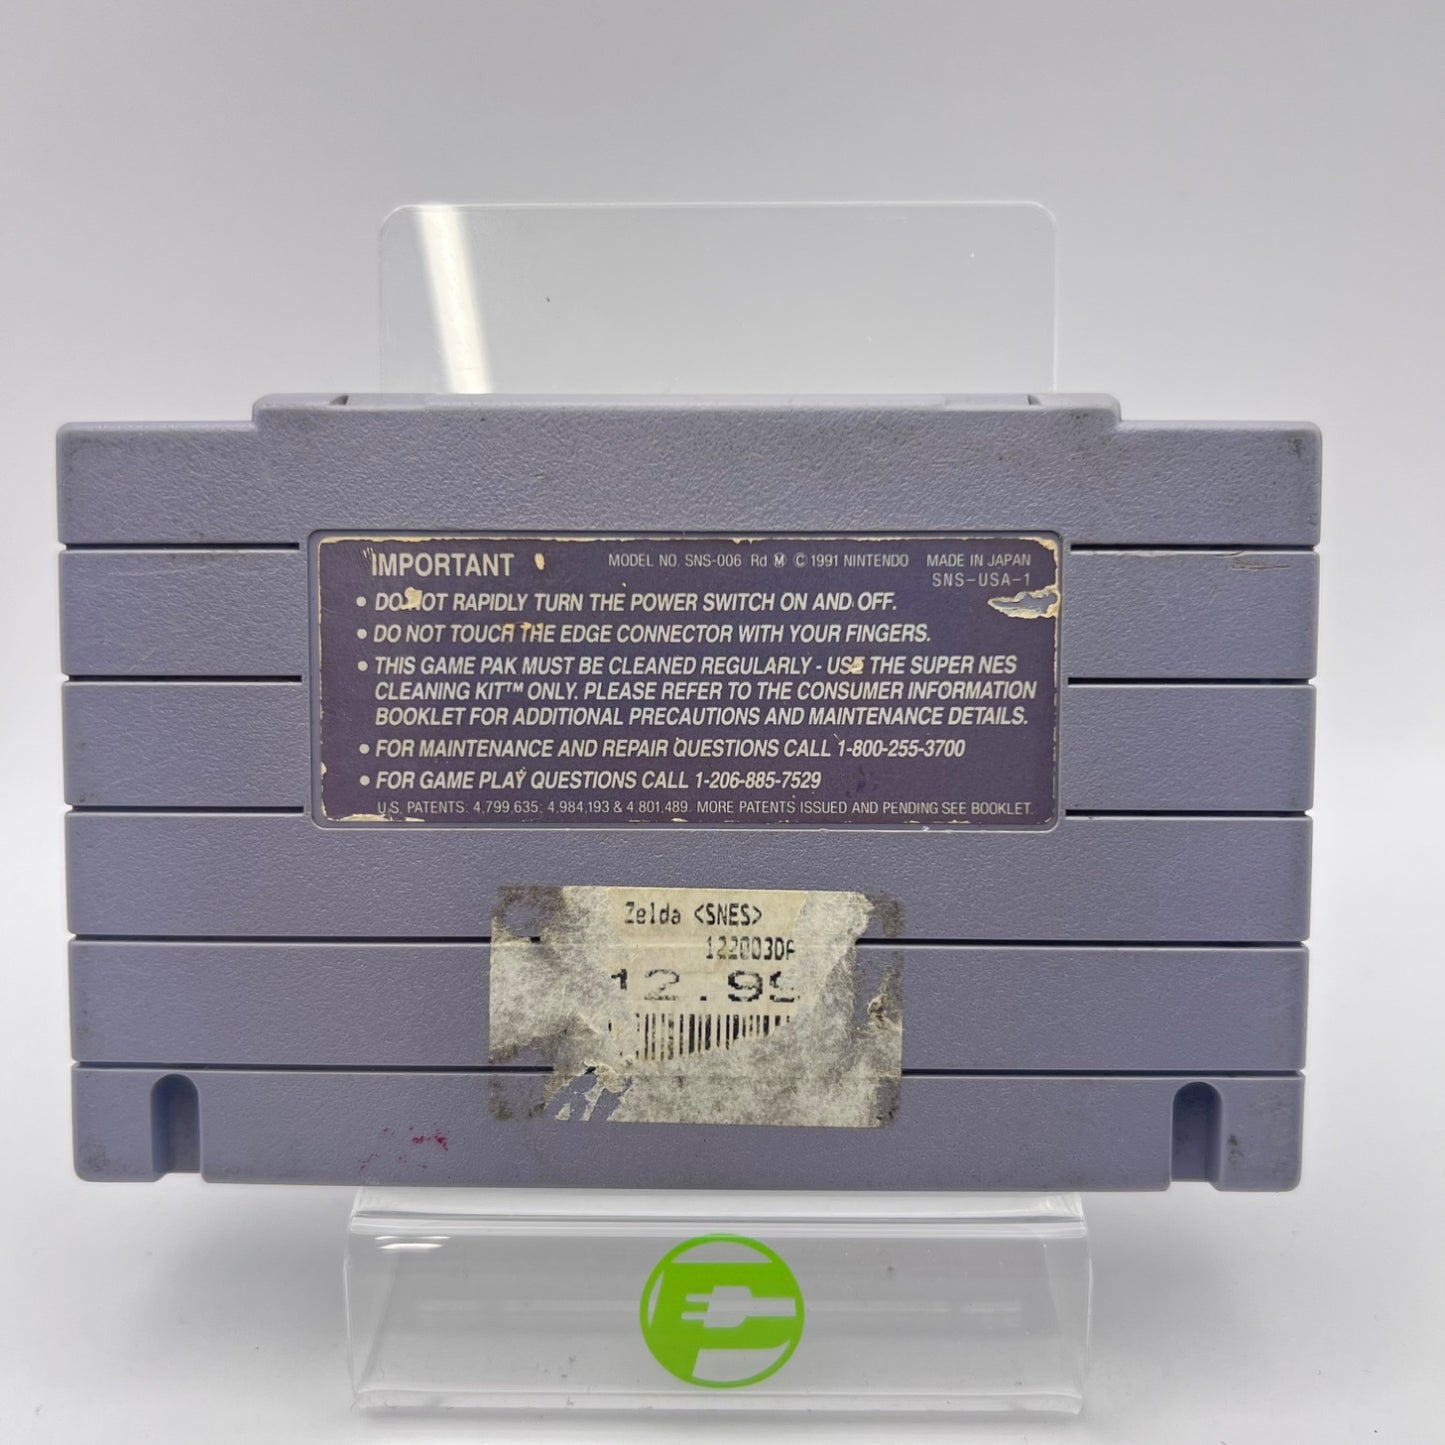 IMPORTANT MODEL NO. SNS-006 Rd Ⓜ © 1991 NINTENDO MADE IN JAPAN
SNS-USA-1
• DO NOT RAPIDLY TURN THE POWER SWITCH ON AND OFF.
• DO NOT TOUCH THE EDGE CONNECTOR WITH YOUR FINGERS.
• THIS GAME PAK MUST BE CLEANED REGULARLY - USE THE SUPER NES
CLEANING KIT™ ONLY. PLEASE REFER TO THE CONSUMER INFORMATION
BOOKLET FOR ADDITIONAL PRECAUTIONS AND MAINTENANCE DETAILS.
• FOR MAINTENANCE AND REPAIR QUESTIONS CALL 1-800-255-3700
• FOR GAME PLAY QUESTIONS CALL 1-206-885-7529
U.S. PATENTS: 4,799,635; 4,984,193 & 4,801,489. MORE PATENTS ISSUED AND PENDING SEE BOOKLET.
Zelda <SNES>
122003DA
12.99